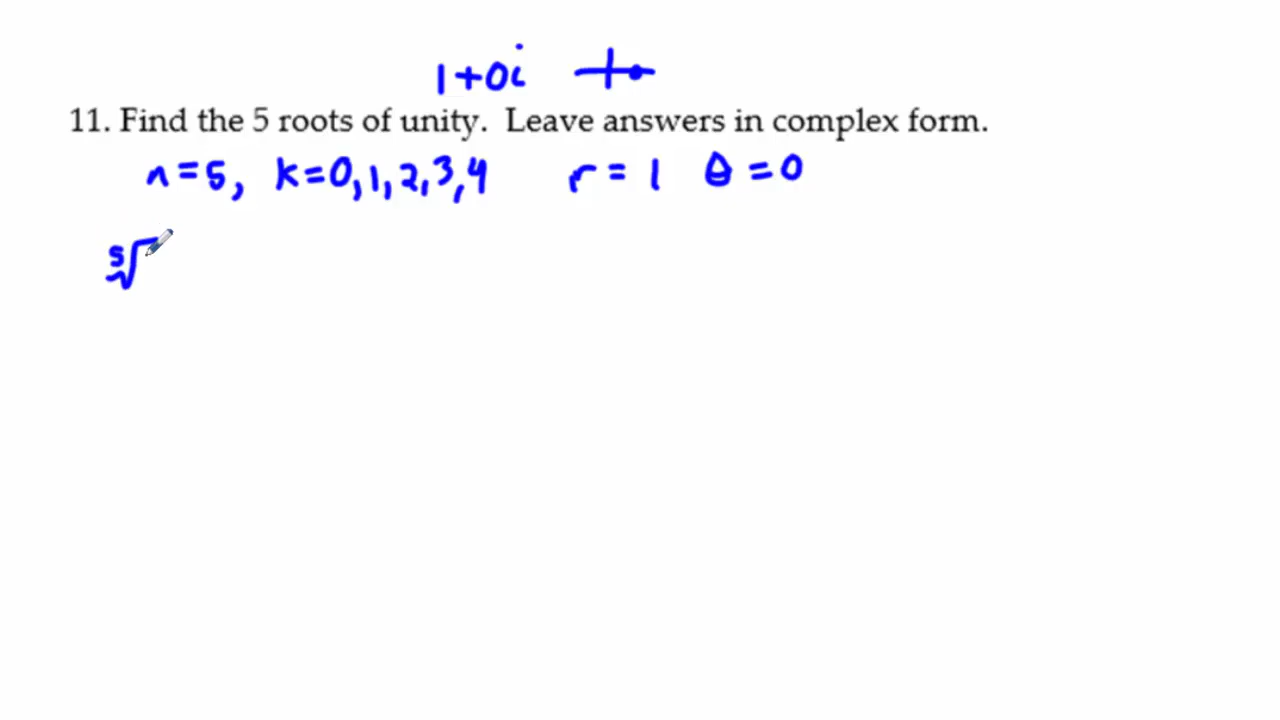 1+0i
11. Find the 5 roots of unity. Leave answers in complex form.
n=5, k=0,1,2,3,4 r=1 θ=0
5√